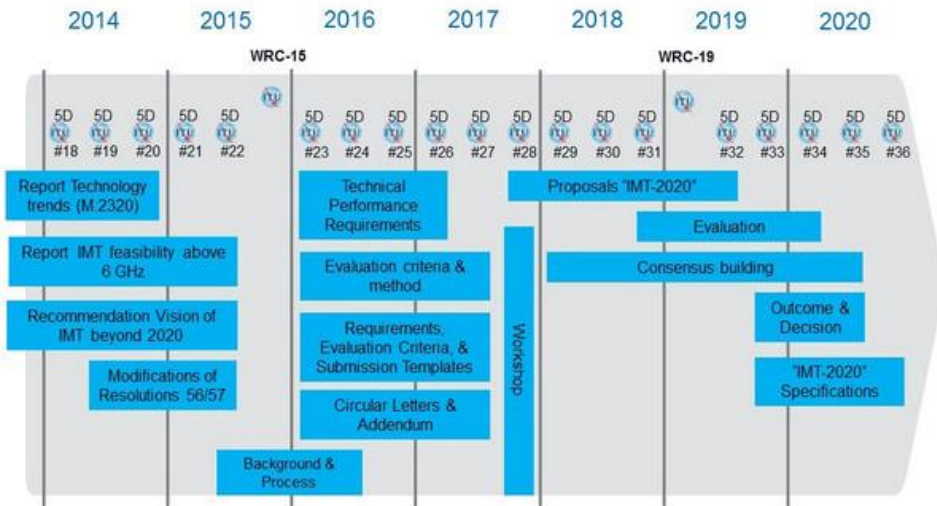 2014 2015 2016 2017 2018 2019 2020
WRC-15 WRC-19
5D 5D 5D 5D 5D 5D 5D 5D 5D 5D 5D 5D 5D 5D 5D 5D 5D 5D 5D
#18 #19 #20 #21 #22 #23 #24 #25 #26 #27 #28 #29 #30 #31 #32 #33 #34 #35 #36
Report Technology
trends (M.2320)
Technical
Performance
Requirements
Proposals "IMT-2020"
Evaluation
Report IMT feasibility above
6 GHz
Evaluation criteria &
method
Consensus building
Recommendation Vision of
IMT beyond 2020
Requirements,
Evaluation Criteria, &
Submission Templates
Workshop
Outcome &
Decision
Modifications of
Resolutions 56/57
"IMT-2020"
Specifications
Circular Letters &
Addendum
Background &
Process